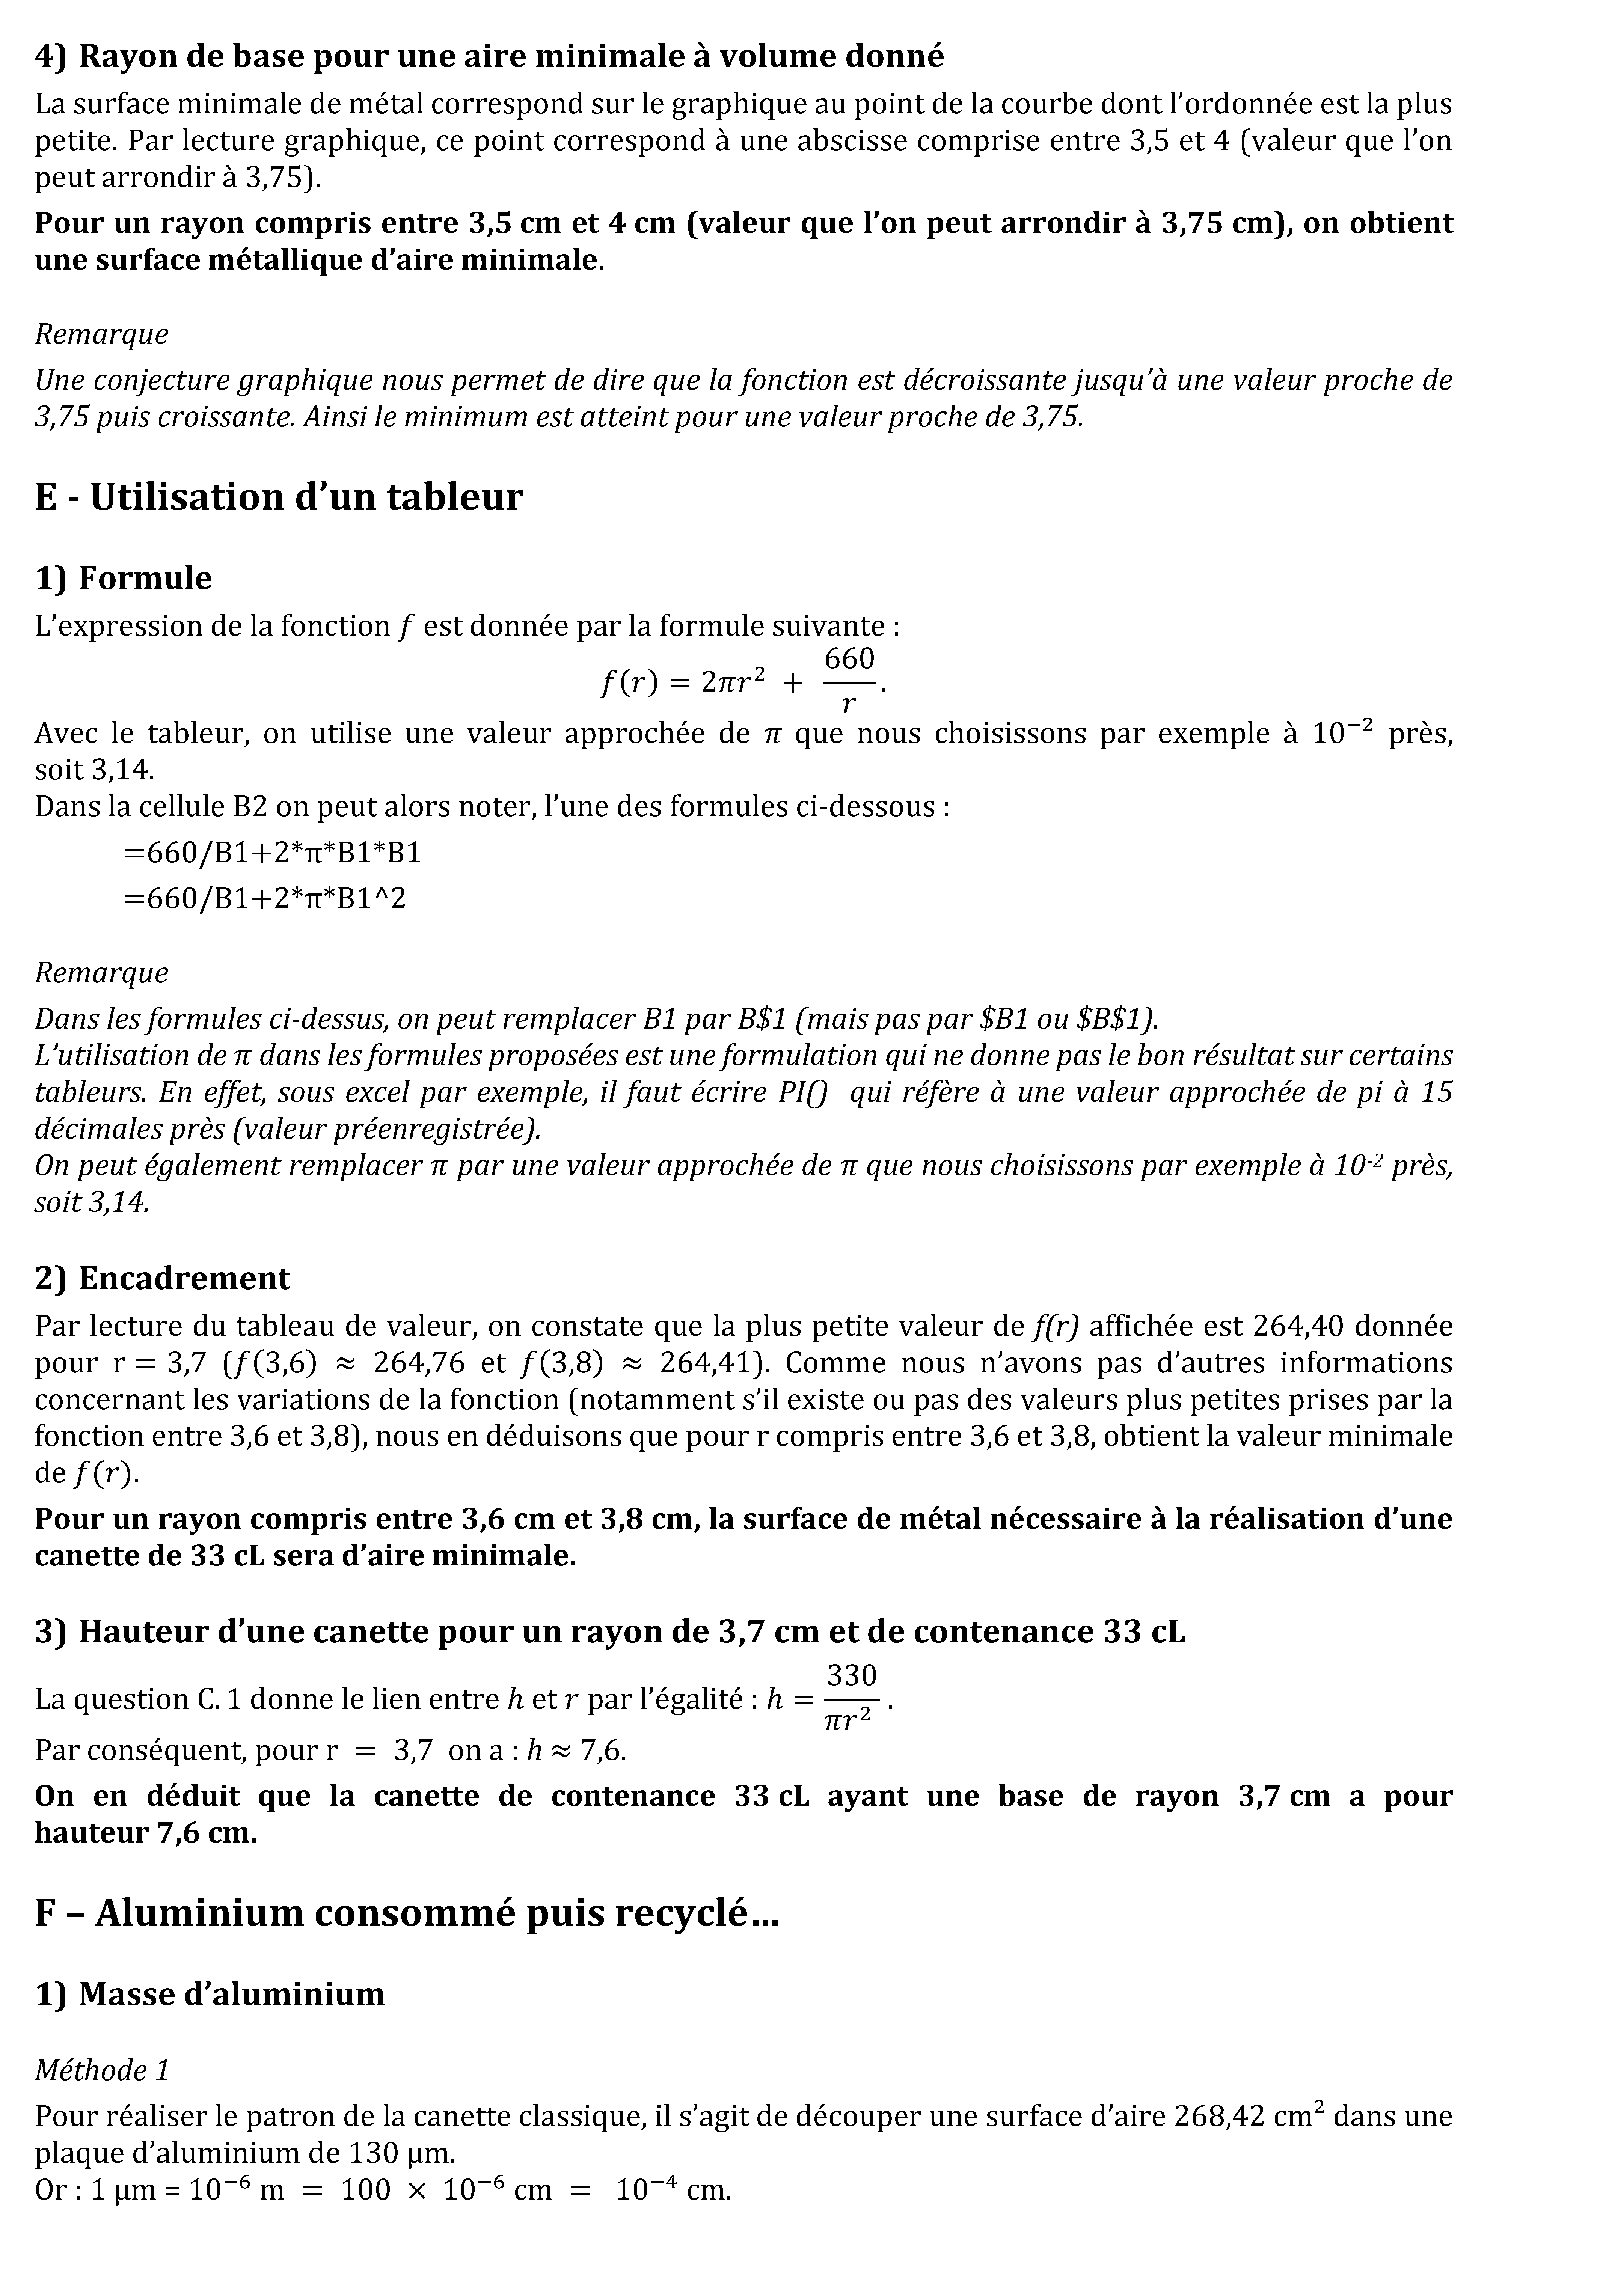 4) Rayon de base pour une aire minimale à volume donné
La surface minimale de métal correspond sur le graphique au point de la courbe dont l’ordonnée est la plus
petite. Par lecture graphique, ce point correspond à une abscisse comprise entre 3,5 et 4 (valeur que l’on
peut arrondir à 3,75).
Pour un rayon compris entre 3,5 cm et 4 cm (valeur que l’on peut arrondir à 3,75 cm), on obtient
une surface métallique d’aire minimale.
Remarque
Une conjecture graphique nous permet de dire que la fonction est décroissante jusqu’à une valeur proche de
3,75 puis croissante. Ainsi le minimum est atteint pour une valeur proche de 3,75.
E - Utilisation d’un tableur
1) Formule
L’expression de la fonction f est donnée par la formule suivante :
f(r) = 2πr² + 660/r.
Avec le tableur, on utilise une valeur approchée de π que nous choisissons par exemple à 10⁻² près,
soit 3,14.
Dans la cellule B2 on peut alors noter, l’une des formules ci-dessous :
=660/B1+2*π*B1*B1
=660/B1+2*π*B1^2
Remarque
Dans les formules ci-dessus, on peut remplacer B1 par B$1 (mais pas par $B1 ou $B$1).
L’utilisation de π dans les formules proposées est une formulation qui ne donne pas le bon résultat sur certains
tableurs. En effet, sous excel par exemple, il faut écrire PI() qui réfère à une valeur approchée de pi à 15
décimales près (valeur préenregistrée).
On peut également remplacer π par une valeur approchée de π que nous choisissons par exemple à 10⁻² près,
soit 3,14.
2) Encadrement
Par lecture du tableau de valeur, on constate que la plus petite valeur de f(r) affichée est 264,40 donnée
pour r = 3,7 (f(3,6) ≈ 264,76 et f(3,8) ≈ 264,41). Comme nous n’avons pas d’autres informations
concernant les variations de la fonction (notamment s’il existe ou pas des valeurs plus petites prises par la
fonction entre 3,6 et 3,8), nous en déduisons que pour r compris entre 3,6 et 3,8, obtient la valeur minimale
de f(r).
Pour un rayon compris entre 3,6 cm et 3,8 cm, la surface de métal nécessaire à la réalisation d’une
canette de 33 cL sera d’aire minimale.
3) Hauteur d’une canette pour un rayon de 3,7 cm et de contenance 33 cL
La question C. 1 donne le lien entre h et r par l’égalité : h = 330/πr² .
Par conséquent, pour r = 3,7 on a : h ≈ 7,6.
On en déduit que la canette de contenance 33 cL ayant une base de rayon 3,7 cm a pour
hauteur 7,6 cm.
F – Aluminium consommé puis recyclé…
1) Masse d’aluminium
Méthode 1
Pour réaliser le patron de la canette classique, il s’agit de découper une surface d’aire 268,42 cm² dans une
plaque d’aluminium de 130 μm.
Or : 1 μm = 10⁻⁶ m = 100 × 10⁻⁶ cm = 10⁻⁴ cm.